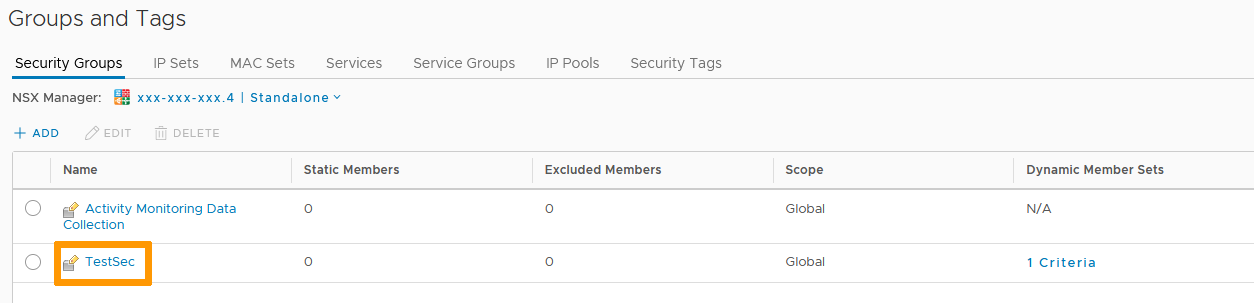 Groups and Tags
Security Groups IP Sets MAC Sets Services Service Groups IP Pools Security Tags
NSX Manager: xxx-xxx-xxx.4 | Standalone
+ ADD EDIT DELETE
Name Static Members Excluded Members Scope Dynamic Member Sets
Activity Monitoring Data 0 0 Global N/A
Collection
TestSec 0 0 Global 1 Criteria